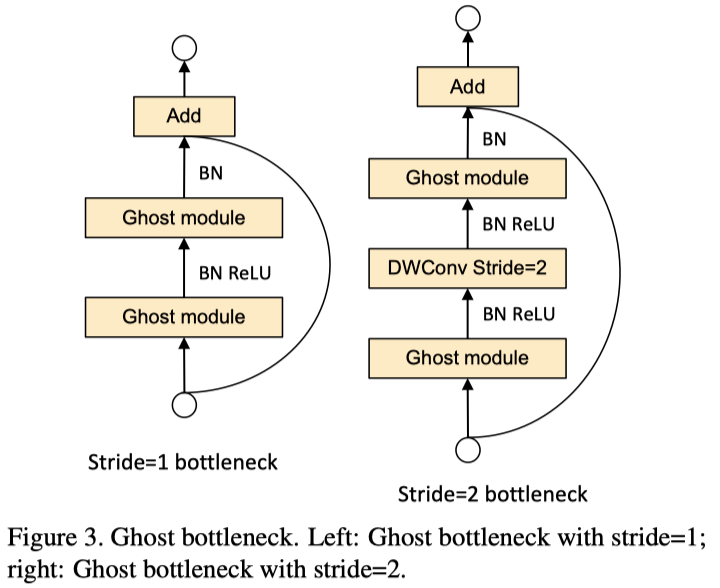 Add
BN
Ghost module
BN ReLU
Ghost module
Stride=1 bottleneck
Add
BN
Ghost module
BN ReLU
DWConv Stride=2
BN ReLU
Ghost module
Stride=2 bottleneck
Figure 3. Ghost bottleneck. Left: Ghost bottleneck with stride=1;
right: Ghost bottleneck with stride=2.